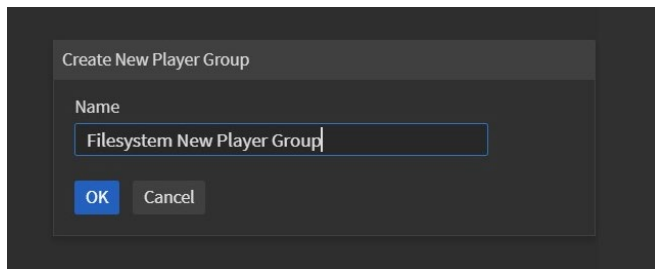 Create New Player Group
Name
Filesystem New Player Group
OK Cancel